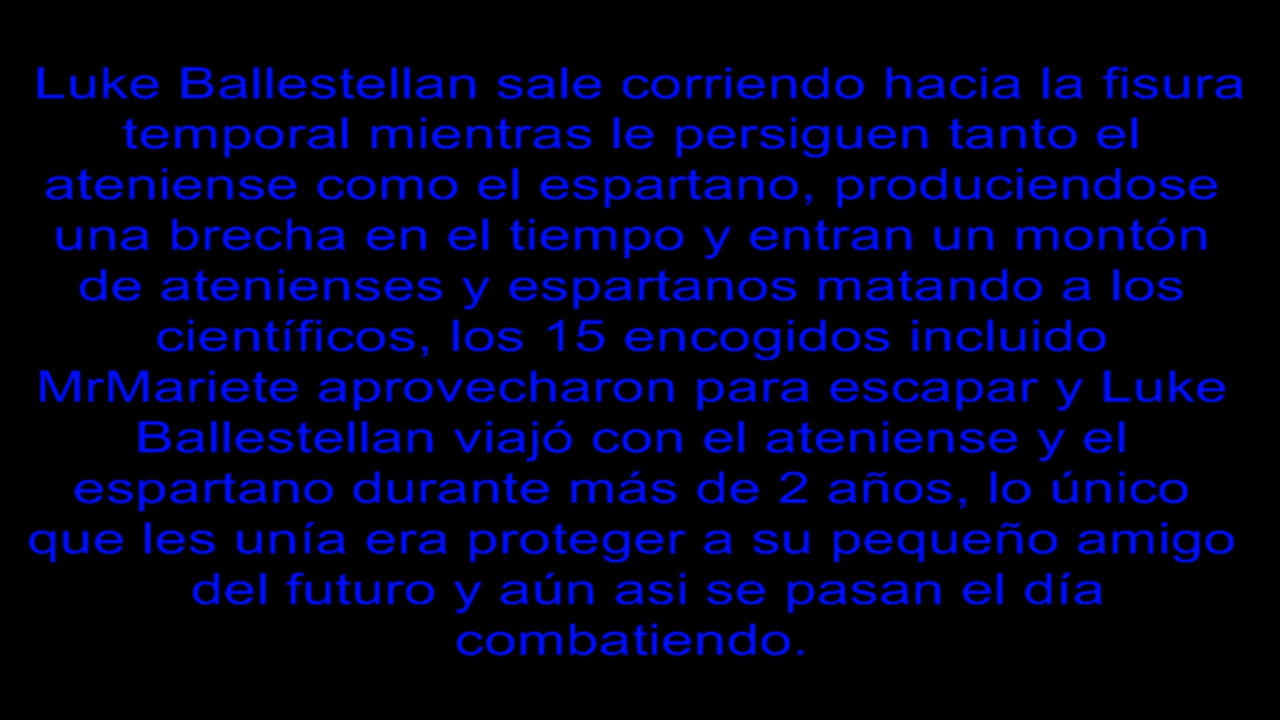 Luke Ballestellan sale corriendo hacia la fisura
temporal mientras le persiguen tanto el
ateniense como el espartano, produciendose
una brecha en el tiempo y entran un montón
de atenienses y espartanos matando a los
científicos, los 15 encogidos incluido
MrMariete aprovecharon para escapar y Luke
Ballestellan viajó con el ateniense y el
espartano durante más de 2 años, lo único
que les unía era proteger a su pequeño amigo
del futuro y aún asi se pasan el día
combatiendo.